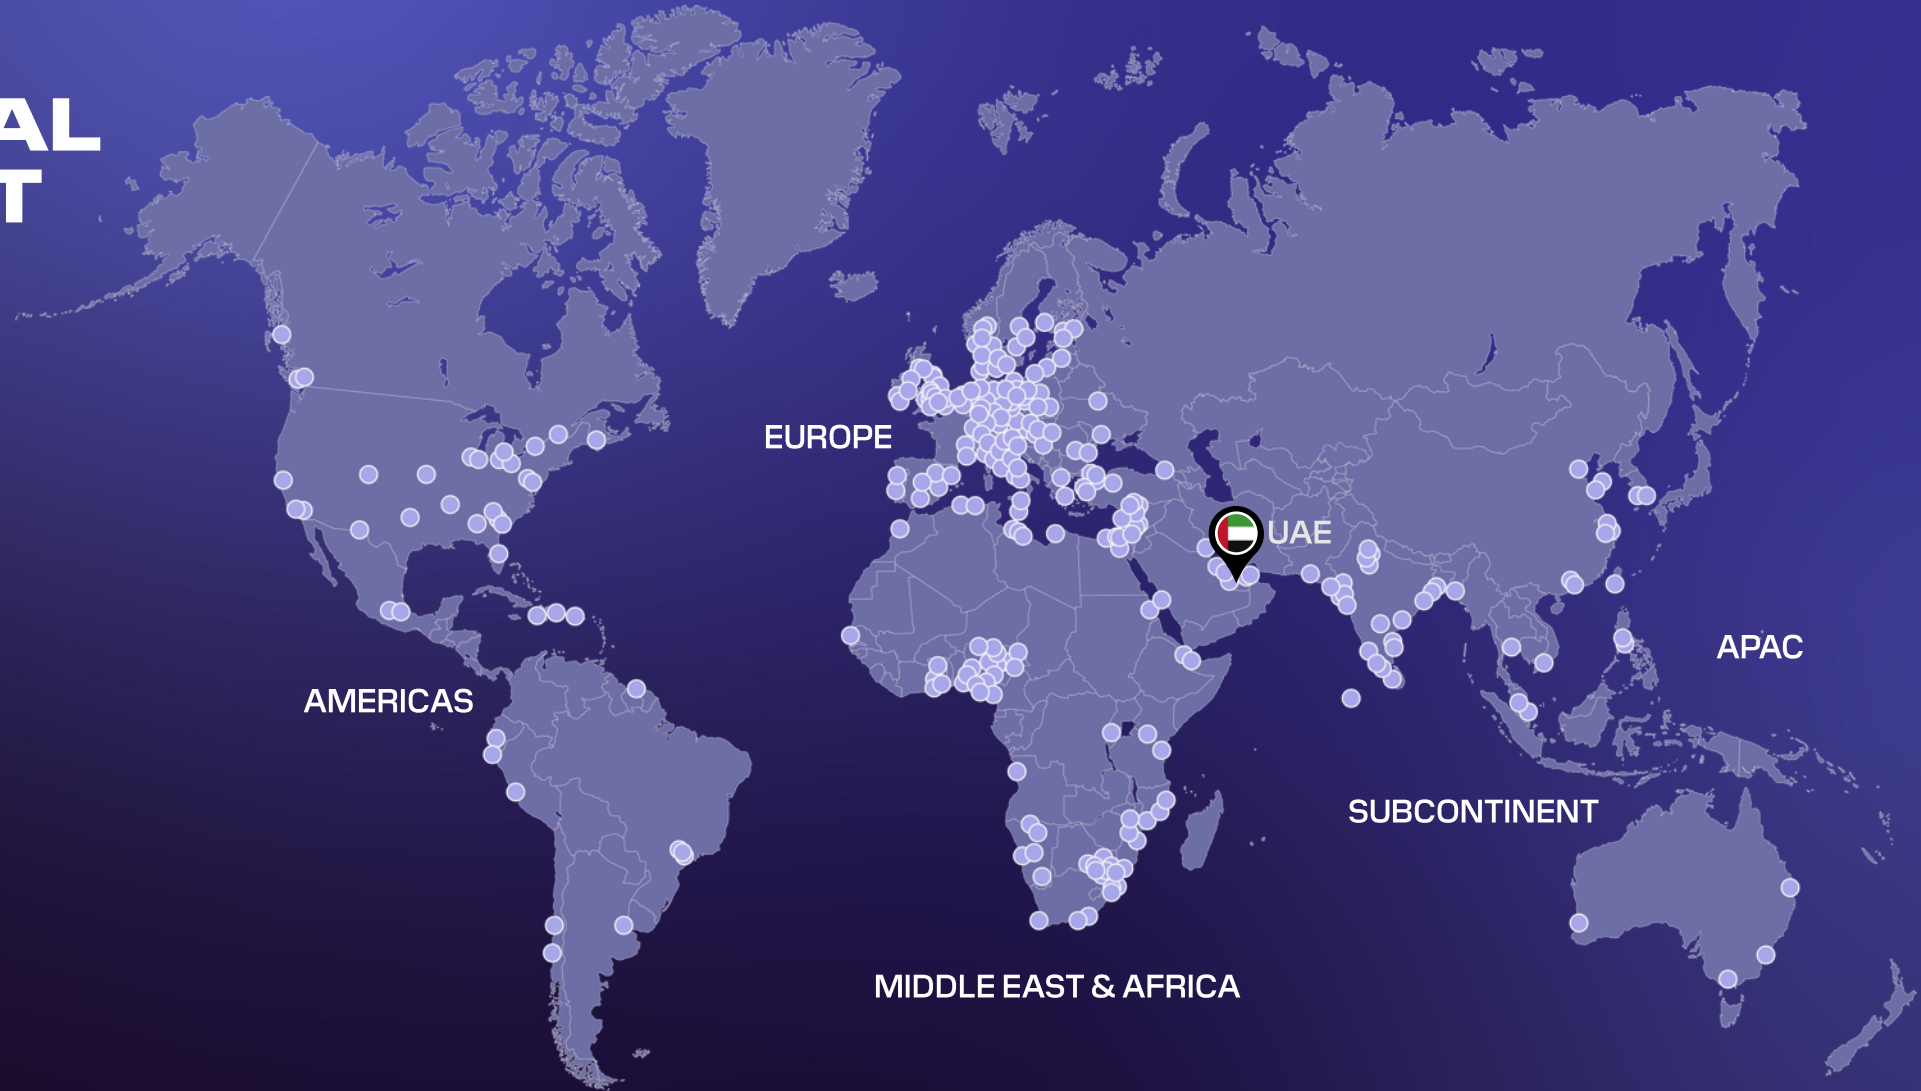 AL
T
EUROPE
UAE
APAC
AMERICAS
SUBCONTINENT
MIDDLE EAST & AFRICA